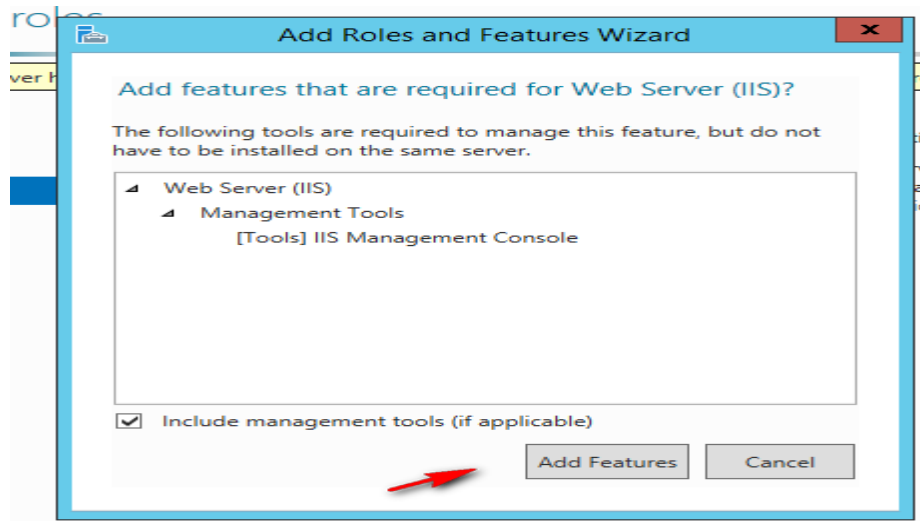 Add Roles and Features Wizard
ver h
Add features that are required for Web Server (IIS)?
The following tools are required to manage this feature, but do not
have to be installed on the same server.
Web Server (IIS)
Management Tools
[Tools] IIS Management Console
Include management tools (if applicable)
Add Features
Cancel